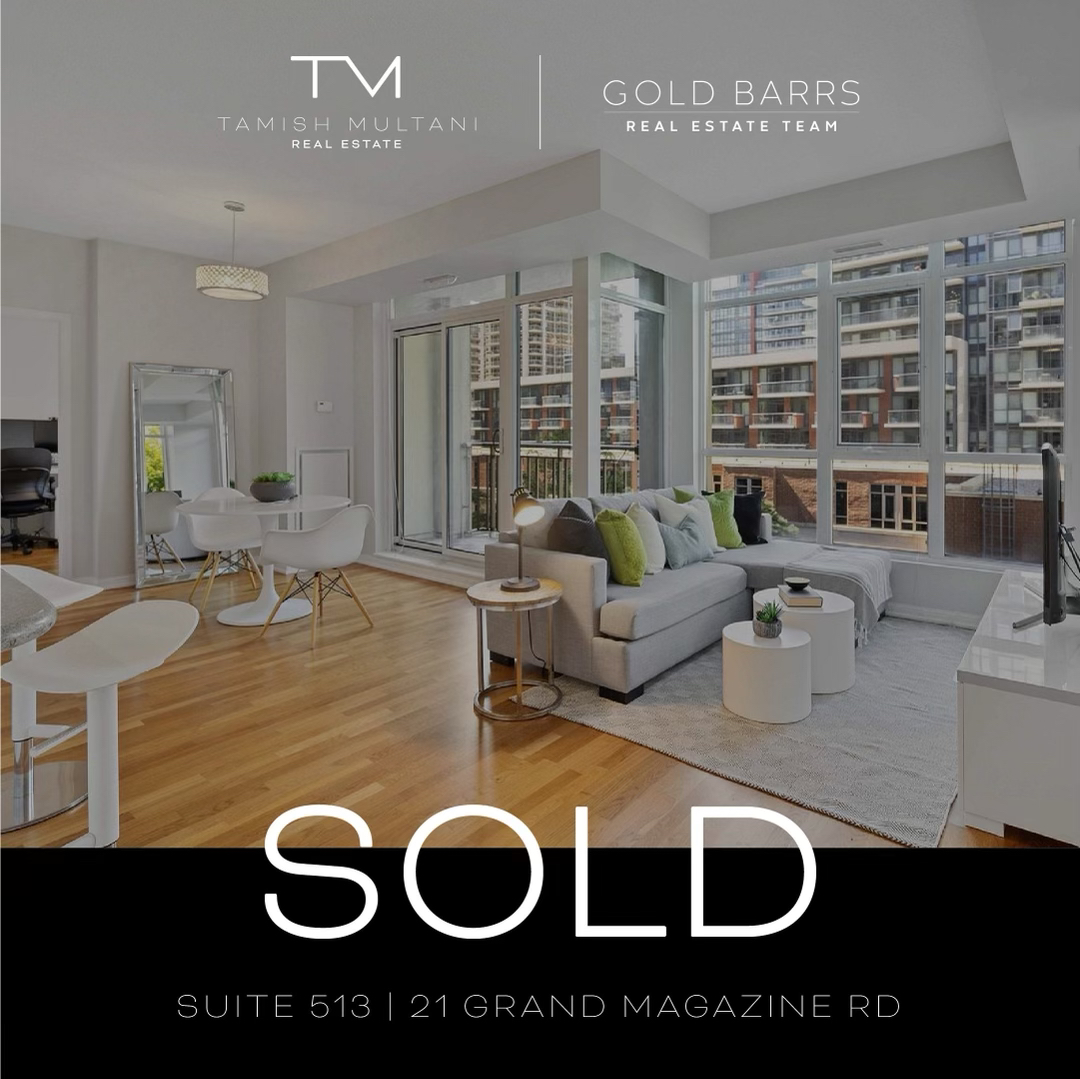 TM
TAMISH MULTANI
REAL ESTATE
GOLD BARRS
REAL ESTATE TEAM
SOLD
SUITE 513 | 21 GRAND MAGAZINE RD